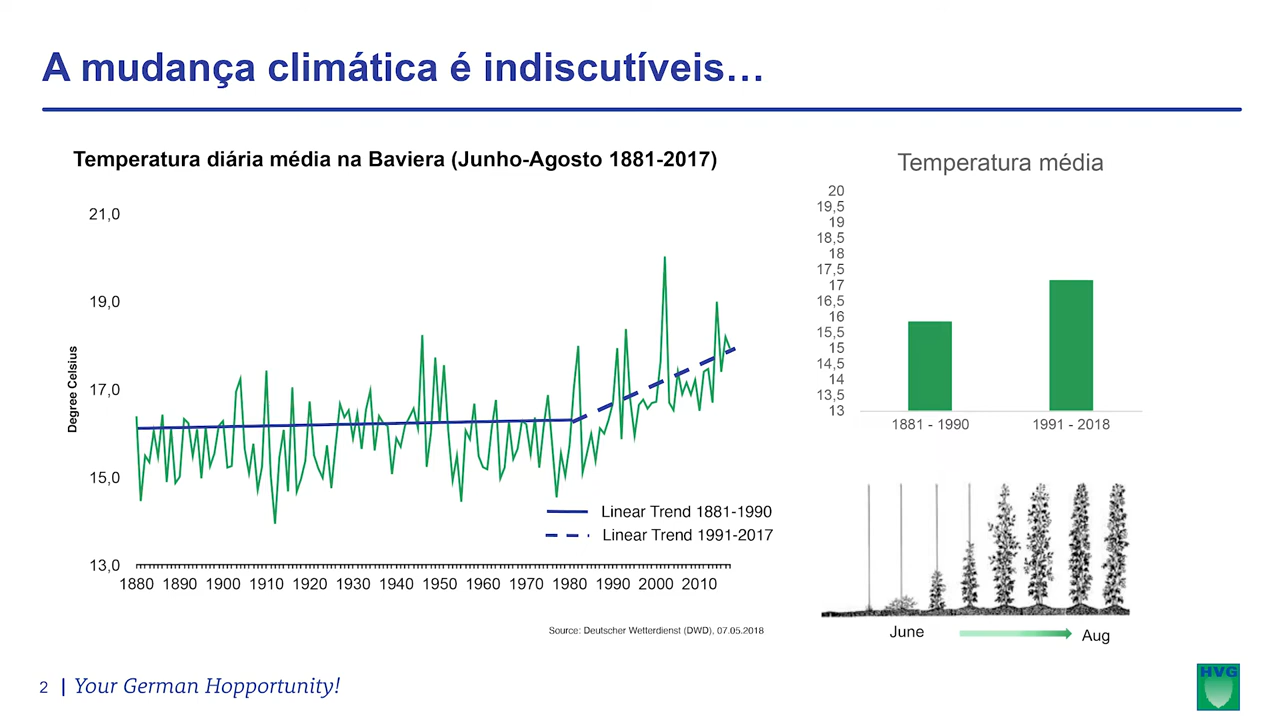 A mudança climática é indiscutíveis…
Temperatura diária média na Baviera (Junho-Agosto 1881-2017)
21,0
19,0
17,0
15,0
13,0
Degree Celsius
1880 1890 1900 1910 1920 1930 1940 1950 1960 1970 1980 1990 2000 2010
Linear Trend 1881-1990
Linear Trend 1991-2017
Source: Deutscher Wetterdienst (DWD), 07.05.2018
Temperatura média
20
19,5
19
18,5
18
17,5
17
16,5
16
15,5
15
14,5
14
13,5
13
1881 - 1990 1991 - 2018
June Aug
2 | Your German Hopportunity!
HVG